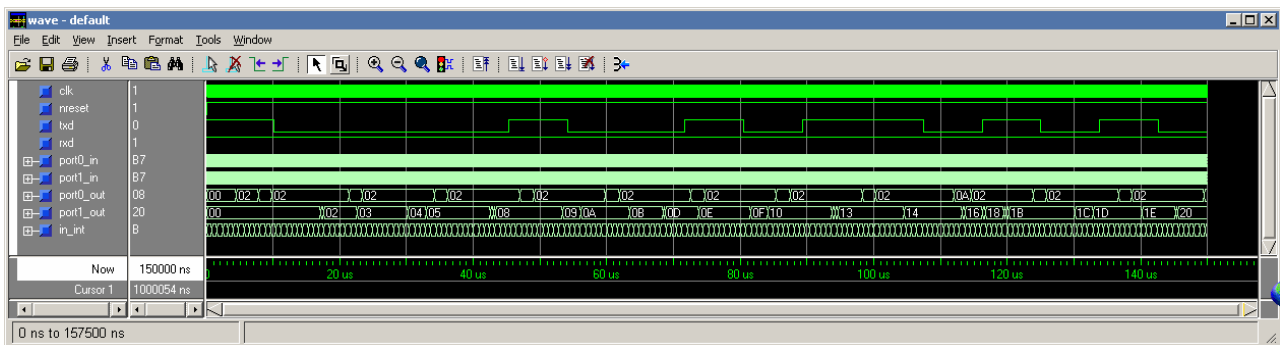 wave - default
File Edit View Insert Format Tools Window
clk 1
nreset 1
txd 0
rxd 1
port0_in B7
port1_in B7
port0_out 08 00 02 02 02 02 02 02 02 02 02 0A 02 02 02
port1_out 20 00 02 03 04 05 08 09 0A 0B 0D 0E 0F 10 13 14 16 18 1B 1C 1D 1E 20
in_int B
Now 150000 ns 20 us 40 us 60 us 80 us 100 us 120 us 140 us
Cursor 1 1000054 ns
0 ns to 157500 ns